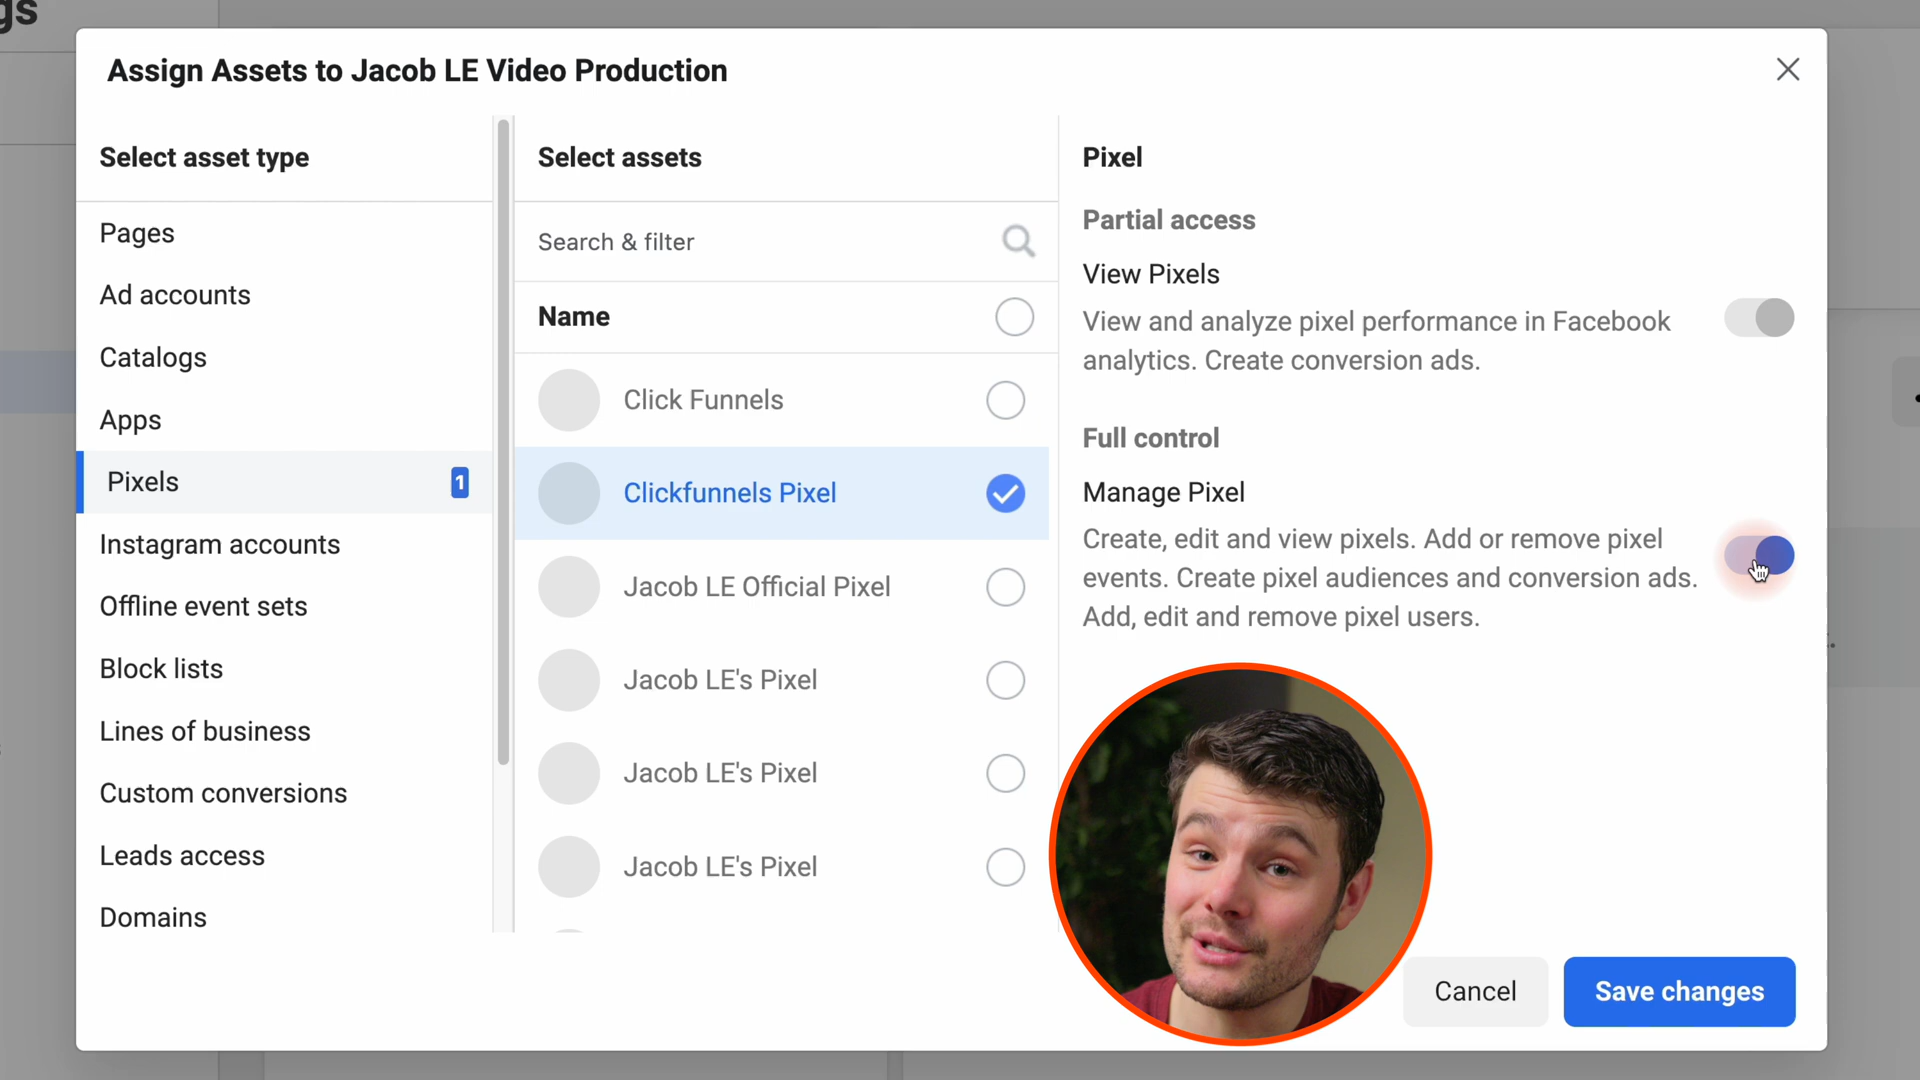 gs
Assign Assets to Jacob LE Video Production
Select asset type
Pages
Ad accounts
Catalogs
Apps
Pixels
1
Instagram accounts
Offline event sets
Block lists
Lines of business
Custom conversions
Leads access
Domains
Select assets
Search & filter
Name
Click Funnels
Clickfunnels Pixel
Jacob LE Official Pixel
Jacob LE's Pixel
Jacob LE's Pixel
Jacob LE's Pixel
Pixel
Partial access
View Pixels
View and analyze pixel performance in Facebook
analytics. Create conversion ads.
Full control
Manage Pixel
Create, edit and view pixels. Add or remove pixel
events. Create pixel audiences and conversion ads.
Add, edit and remove pixel users.
Cancel
Save changes